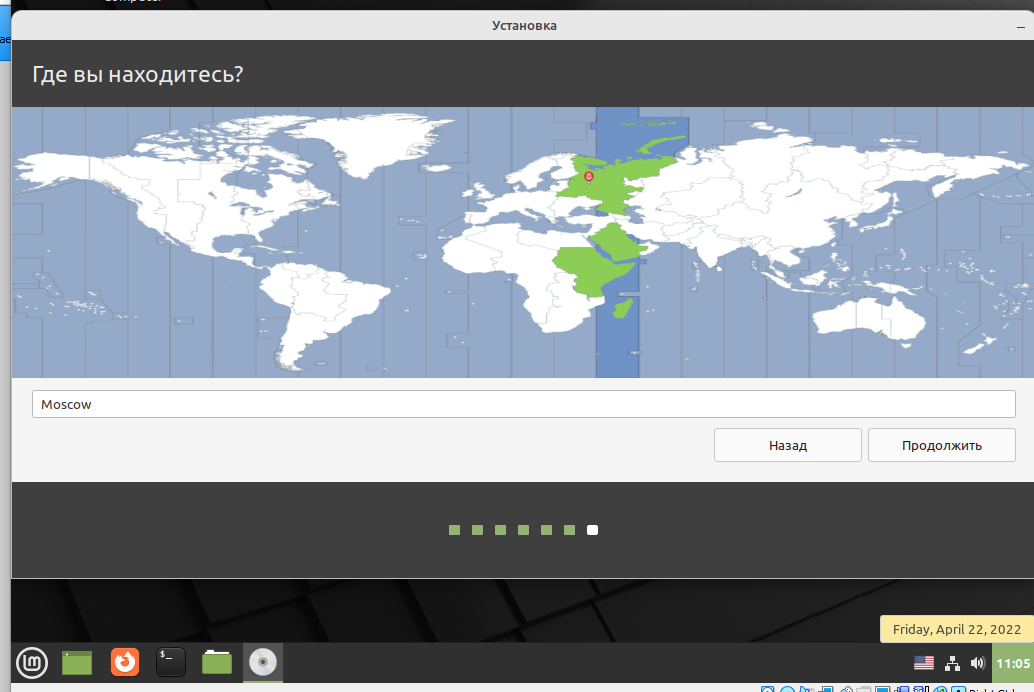 Установка
Где вы находитесь?
Moscow
Назад
Продолжить
Friday, April 22, 2022
$_
11:05